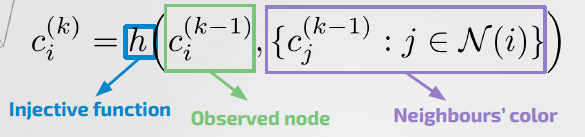 c_i^{(k)} = h(c_i^{(k-1)}, {c_j^{(k-1)} : j ∈ 𝒩(i)})
Injective function
Observed node
Neighbours' color